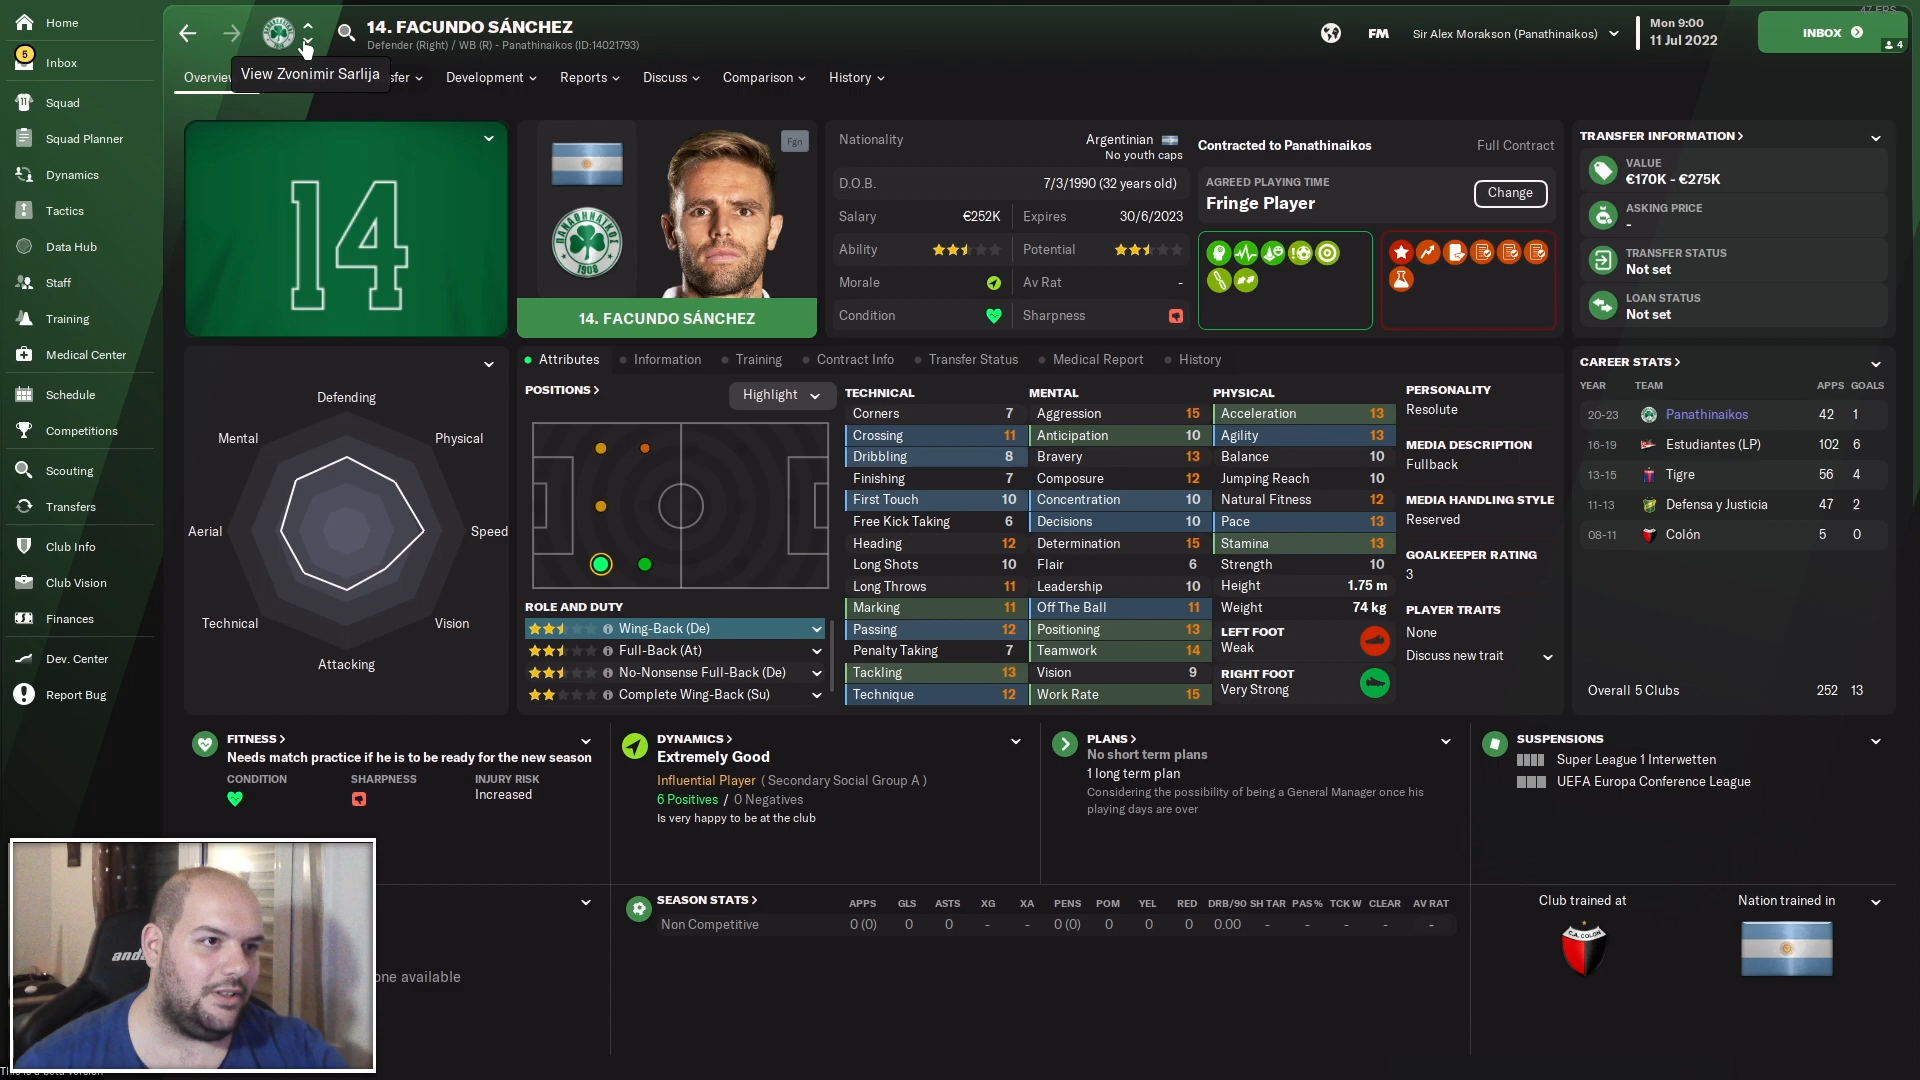 47 FPS
14. FACUNDO SÁNCHEZ
Defender (Right) / WB (R) - Panathinaikos (ID:14021793)
FM
Sir Alex Morakson (Panathinaikos)
Mon 9:00
11 Jul 2022
INBOX
4
View Zvonimir Sarlija
Home
5
Inbox
Squad
Squad Planner
Dynamics
Tactics
Data Hub
Staff
Training
Medical Center
Schedule
Competitions
Scouting
Transfers
Club Info
Club Vision
Finances
Dev. Center
Report Bug
Development
Reports
Discuss
Comparison
History
14
Fgn
ΠΑΝΑΘΗΝΑΪΚΟΣ
1908
14. FACUNDO SÁNCHEZ
Nationality Argentinian
No youth caps
D.O.B. 7/3/1990 (32 years old)
Salary €252K Expires 30/6/2023
Ability Potential
Morale Av Rat -
Condition Sharpness
Contracted to Panathinaikos Full Contract
AGREED PLAYING TIME
Fringe Player
Change
TRANSFER INFORMATION
VALUE
€170K - €275K
ASKING PRICE
-
TRANSFER STATUS
Not set
LOAN STATUS
Not set
Defending
Physical
Speed
Vision
Attacking
Technical
Aerial
Mental
Attributes Information Training Contract Info Transfer Status Medical Report History
POSITIONS
Highlight
ROLE AND DUTY
Wing-Back (De)
Full-Back (At)
No-Nonsense Full-Back (De)
Complete Wing-Back (Su)
TECHNICAL
Corners 7
Crossing 11
Dribbling 8
Finishing 7
First Touch 10
Free Kick Taking 6
Heading 12
Long Shots 10
Long Throws 11
Marking 11
Passing 12
Penalty Taking 7
Tackling 13
Technique 12
MENTAL
Aggression 15
Anticipation 10
Bravery 13
Composure 12
Concentration 10
Decisions 10
Determination 15
Flair 6
Leadership 10
Off The Ball 11
Positioning 13
Teamwork 14
Vision 9
Work Rate 15
PHYSICAL
Acceleration 13
Agility 13
Balance 10
Jumping Reach 10
Natural Fitness 12
Pace 13
Stamina 13
Strength 10
Height 1.75 m
Weight 74 kg
LEFT FOOT
Weak
RIGHT FOOT
Very Strong
PERSONALITY
Resolute
MEDIA DESCRIPTION
Fullback
MEDIA HANDLING STYLE
Reserved
GOALKEEPER RATING
3
PLAYER TRAITS
None
Discuss new trait
CAREER STATS
YEAR TEAM APPS GOALS
20-23 Panathinaikos 42 1
16-19 Estudiantes (LP) 102 6
13-15 Tigre 56 4
11-13 Defensa y Justicia 47 2
08-11 Colón 5 0
Overall 5 Clubs 252 13
FITNESS
Needs match practice if he is to be ready for the new season
CONDITION SHARPNESS INJURY RISK
Increased
DYNAMICS
Extremely Good
Influential Player ( Secondary Social Group A )
6 Positives / 0 Negatives
Is very happy to be at the club
PLANS
No short term plans
1 long term plan
Considering the possibility of being a General Manager once his
playing days are over
SUSPENSIONS
Super League 1 Interwetten
UEFA Europa Conference League
SEASON STATS
APPS GLS ASTS XG XA PENS POM YEL RED DRB/90 SH TAR PAS% TCK W CLEAR AV RAT
Non Competitive 0 (0) 0 0 - - 0 (0) 0 0 0 0.00 - - - - -
Club trained at
C.A. COLON
Nation trained in